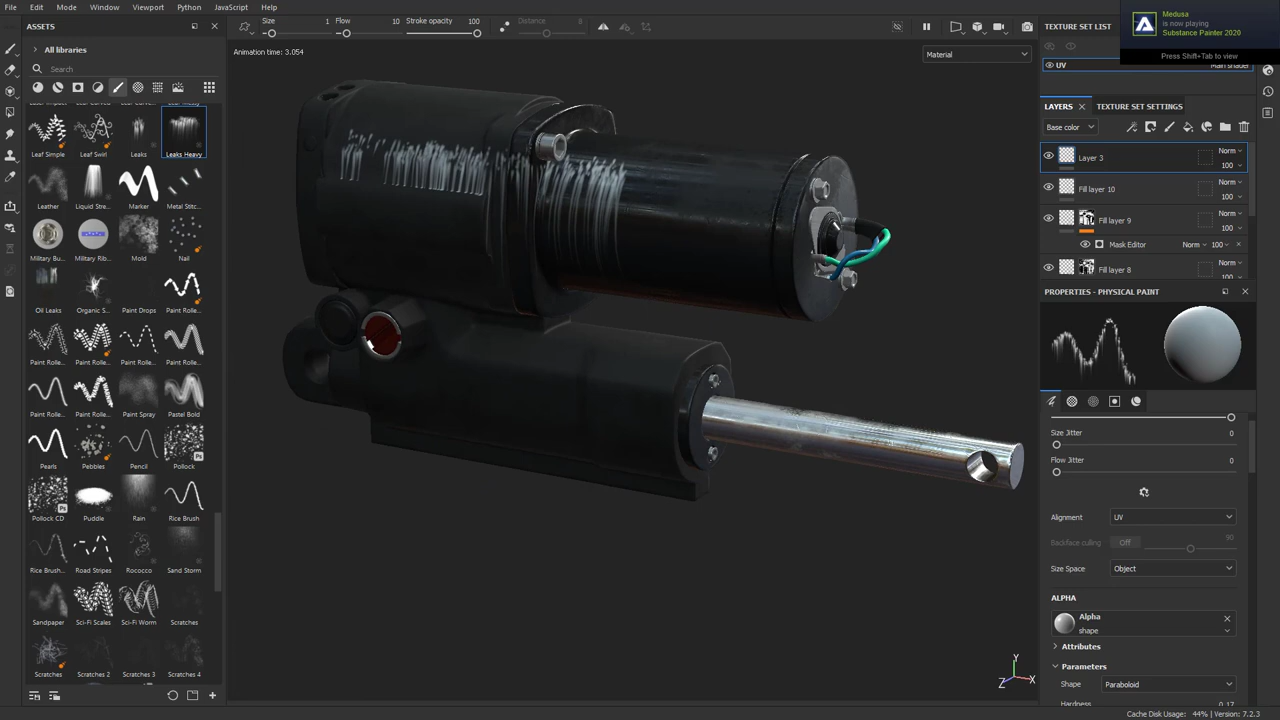 File Edit Mode Window Viewport Python JavaScript Help
ASSETS
All libraries
Search
Leaf Simple Leaf Swirl Leaks Leaks Heavy
Leather Liquid Stre... Marker Metal Stitc...
Military Bu... Military Rib... Mold Nail
Oil Leaks Organic S... Paint Drops Paint Rolle...
Paint Rolle... Paint Rolle... Paint Rolle... Paint Rolle...
Paint Rolle... Paint Rolle... Paint Spray Pastel Bold
Pearls Pebbles Pencil Pollock
Pollock CD Puddle Rain Rice Brush
Rice Brush... Road Stripes Rococco Sand Storm
Sandpaper Sci-Fi Scales Sci-Fi Worm Scratches
Scratches Scratches 2 Scratches 3 Scratches 4
Size 1 Flow 10 Stroke opacity 100 Distance 8
Animation time: 3.054
Material
Y
Z X
TEXTURE SET LIST
Medusa
is now playing
Substance Painter 2020
Press Shift+Tab to view
UV Main shader
LAYERS TEXTURE SET SETTINGS
Base color
Layer 3 Norm 100
Fill layer 10 Norm 100
Fill layer 9 Norm 100
Mask Editor Norm 100
Fill layer 8 Norm 100
PROPERTIES - PHYSICAL PAINT
Size Jitter 0
Flow Jitter 0
Alignment UV
Backface culling Off 90
Size Space Object
ALPHA
Alpha
shape
Attributes
Parameters
Shape Paraboloid
Hardness 0.17
Cache Disk Usage: 44% | Version: 7.2.3